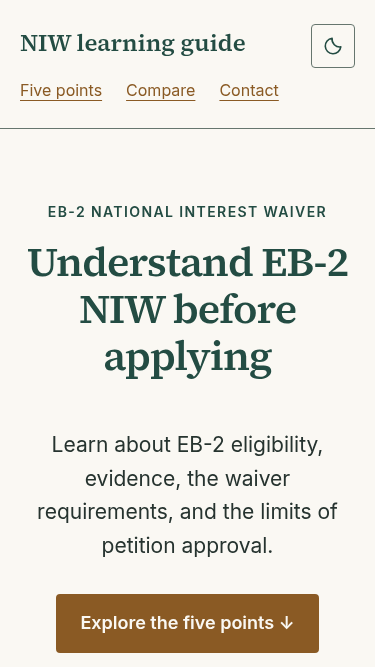 NIW learning guide
Five points Compare Contact
EB-2 NATIONAL INTEREST WAIVER
Understand EB-2
NIW before
applying
Learn about EB-2 eligibility,
evidence, the waiver
requirements, and the limits of
petition approval.
Explore the five points ↓